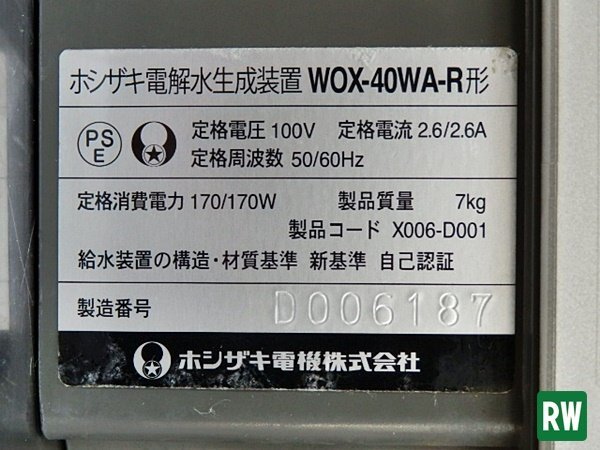 ホシザキ電解水生成装置 WOX-40WA-R形
PS
E
定格電圧 100V 定格電流 2.6/2.6A
定格周波数 50/60Hz
定格消費電力 170/170W 製品質量 7kg
製品コード X006-D001
給水装置の構造・材質基準 新基準 自己認証
製造番号 D006187
ホシザキ電機株式会社
RW